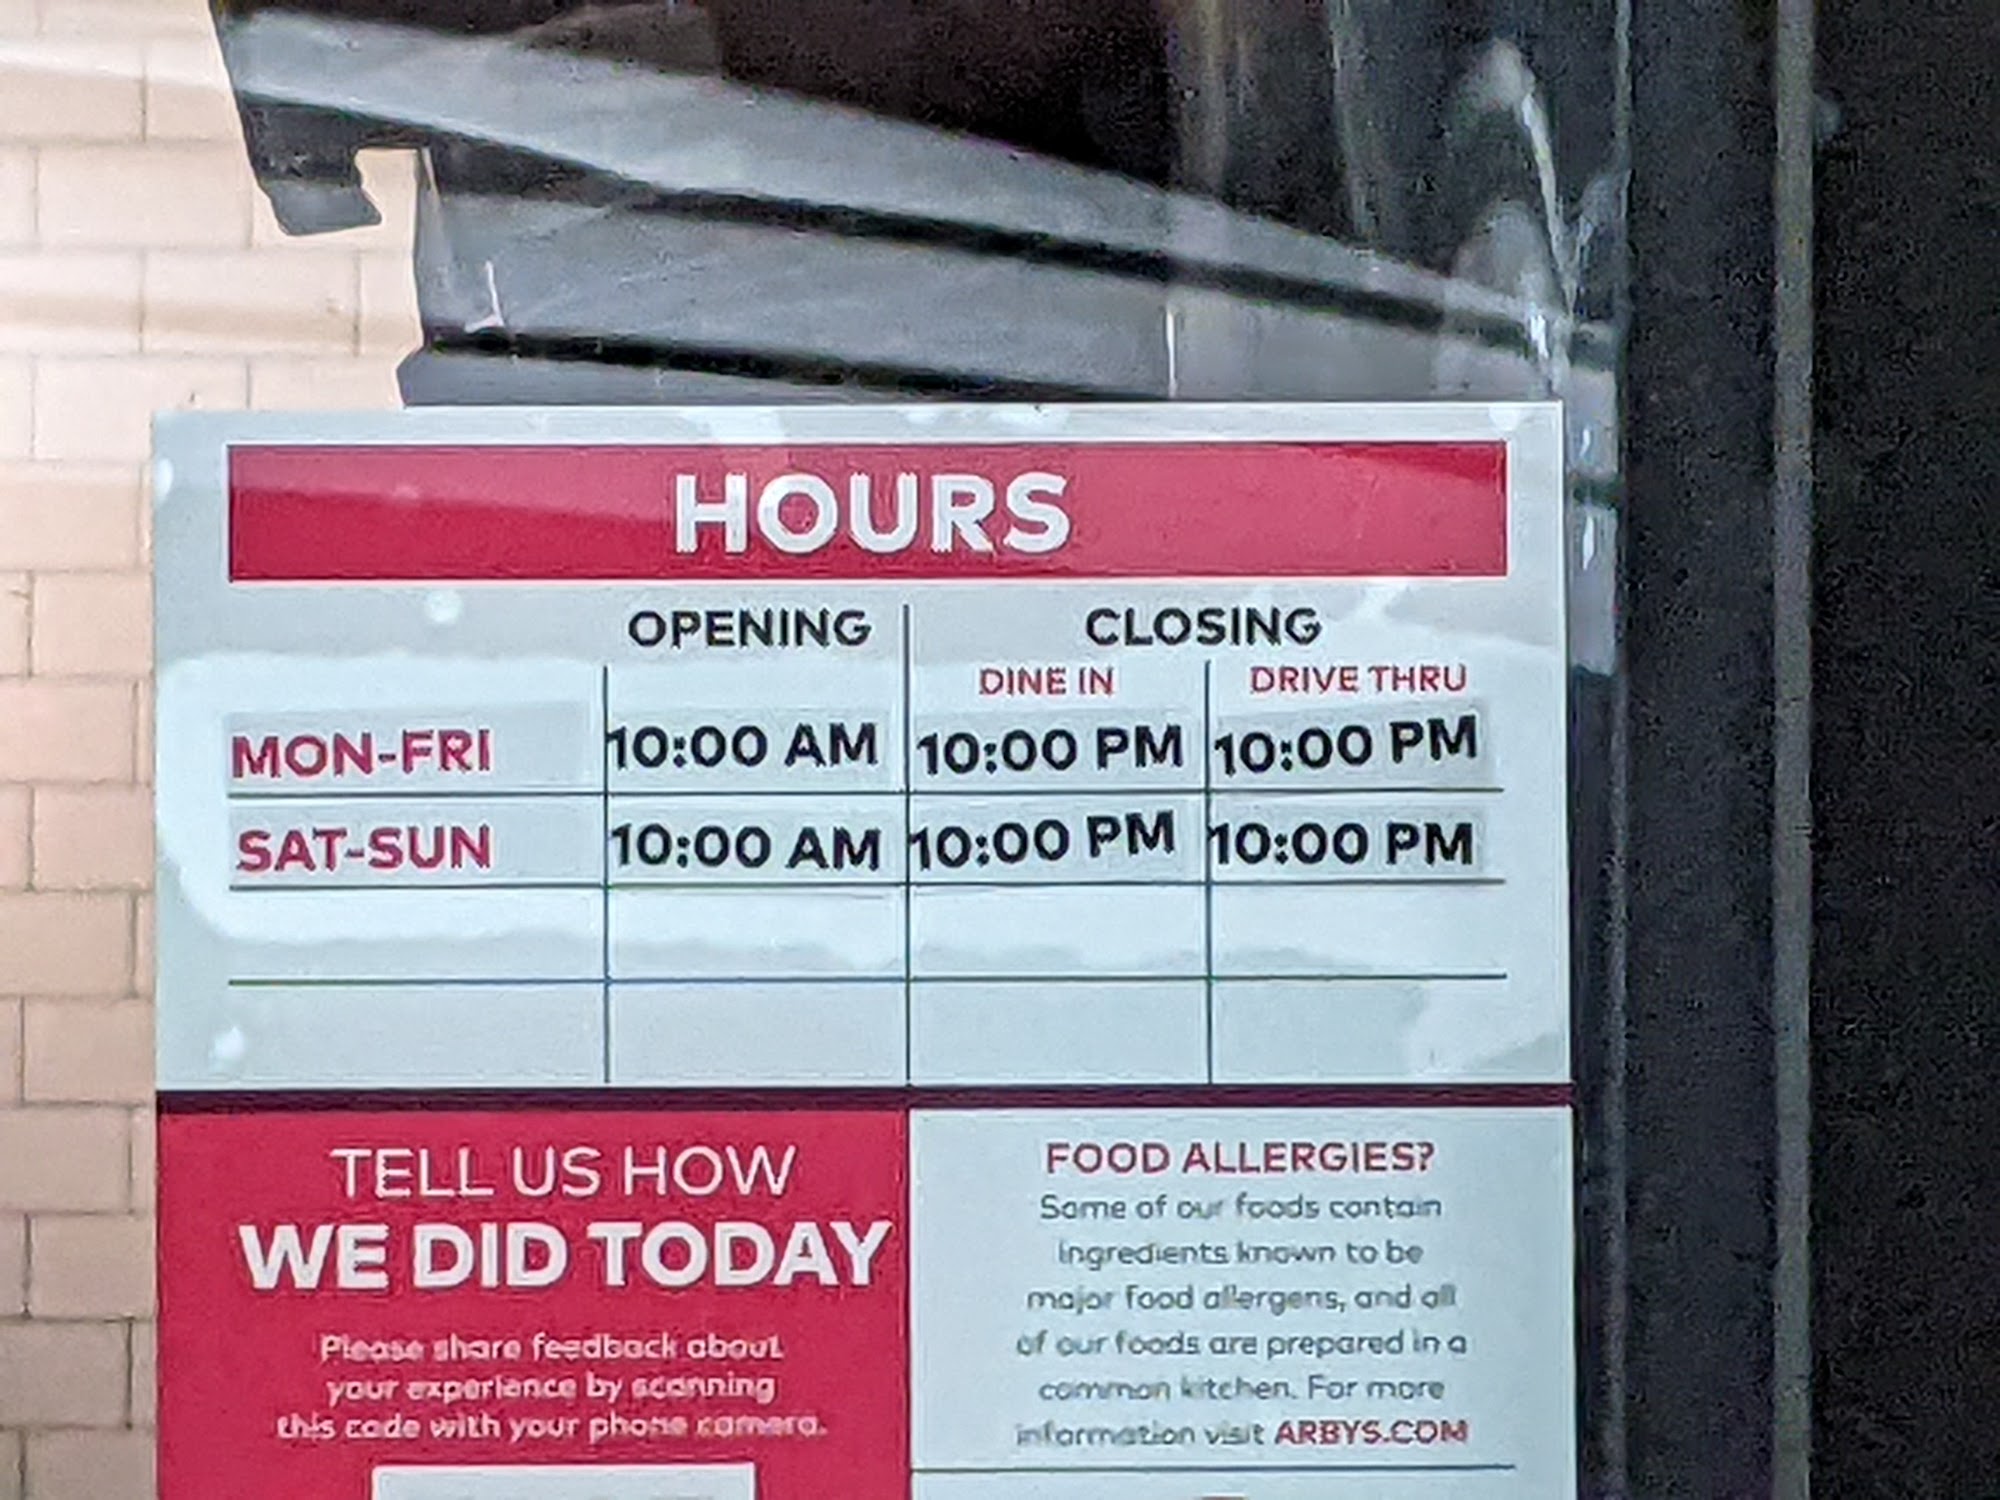 HOURS
OPENING CLOSING
DINE IN DRIVE THRU
MON-FRI 10:00 AM 10:00 PM 10:00 PM
SAT-SUN 10:00 AM 10:00 PM 10:00 PM
TELL US HOW
WE DID TODAY
Please share feedback about
your experience by scanning
this code with your phone camera.
FOOD ALLERGIES?
Some of our foods contain
ingredients known to be
major food allergens, and all
of our foods are prepared in a
common kitchen. For more
information visit ARBYS.COM